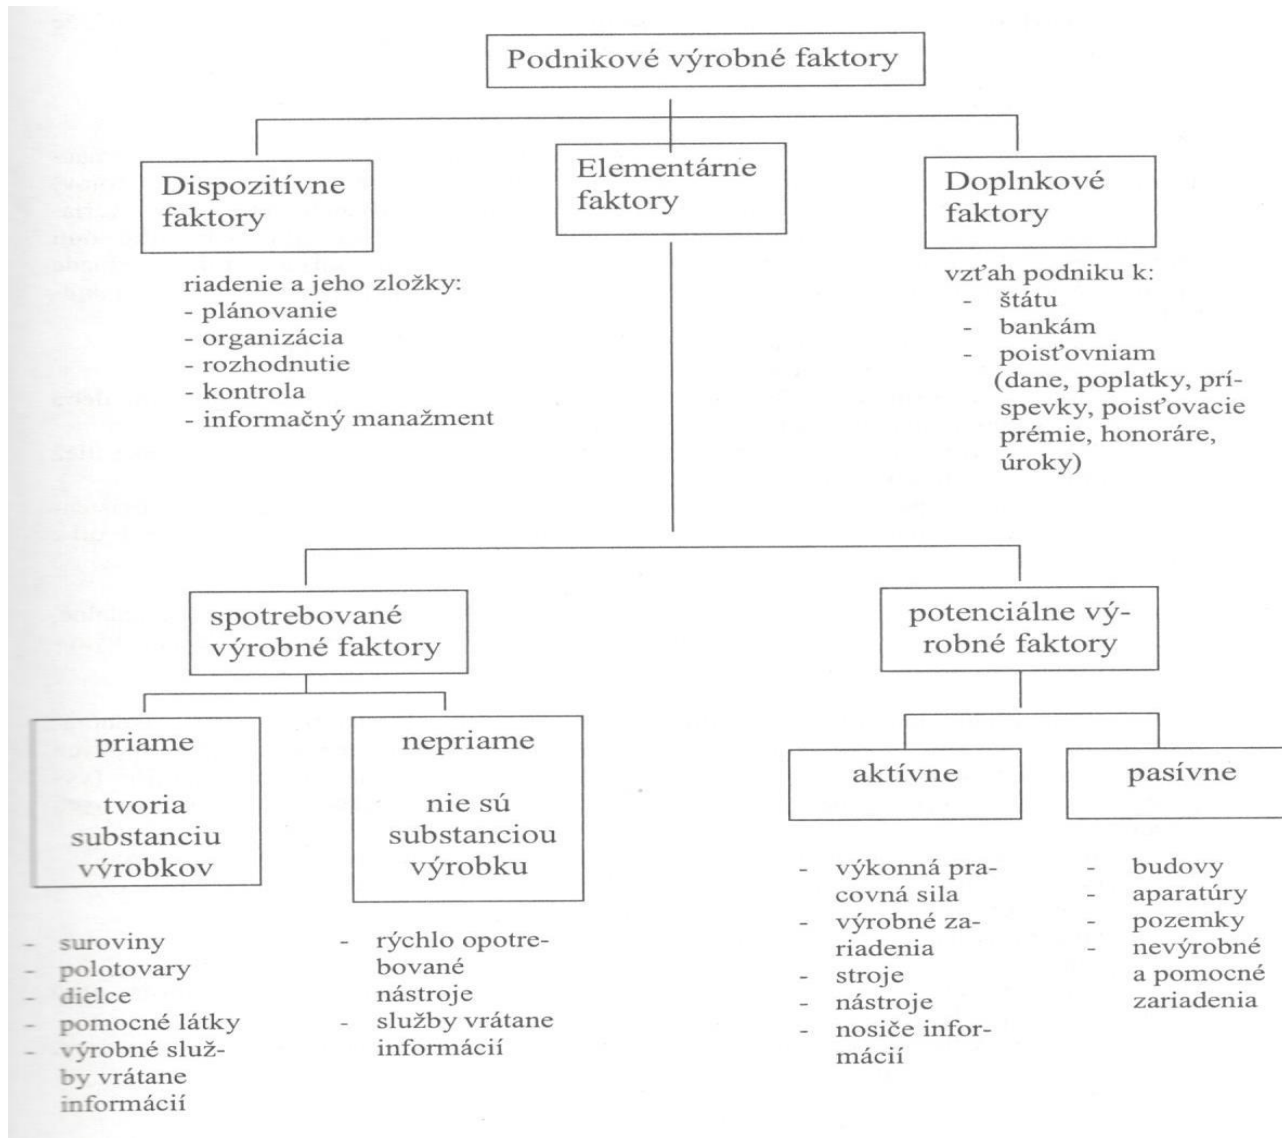 Podnikové výrobné faktory
Dispozitívne
faktory
Elementárne
faktory
Doplnkové
faktory
riadenie a jeho zložky:
- plánovanie
- organizácia
- rozhodnutie
- kontrola
- informačný manažment
vzťah podniku k:
- štátu
- bankám
- poisťovniam
(dane, poplatky, prí-
spevky, poisťovacie
prémie, honoráre,
úroky)
spotrebované
výrobné faktory
potenciálne vý-
robné faktory
priame
tvoria
substanciu
výrobkov
nepriame
nie sú
substanciou
výrobku
aktívne
pasívne
- suroviny
- polotovary
- dielce
- pomocné látky
- výrobné služ-
by vrátane
informácií
- rýchlo opotre-
bované
nástroje
- služby vrátane
informácií
- výkonná pra-
covná sila
- výrobné za-
riadenia
- stroje
- nástroje
- nosiče infor-
mácií
- budovy
- aparatúry
- pozemky
- nevýrobné
a pomocné
zariadenia